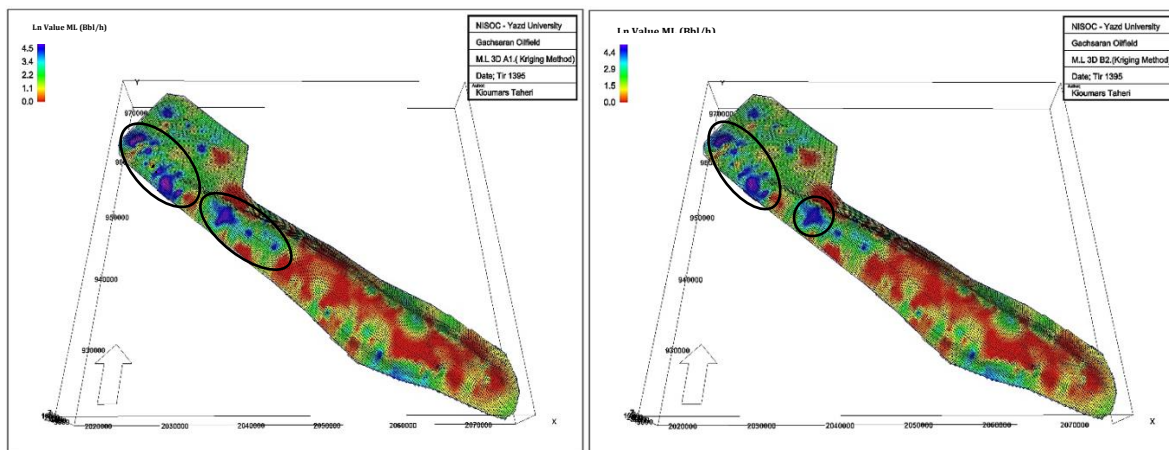 Ln Value ML (Bbl/h)
4.5
3.4
2.2
1.1
0.0
NISOC - Yazd University
Gachsaran Oilfield
M.L 3D A1.( Kriging Method)
Date; Tir 1395
Author;
Kioumars Taheri
Y
970000
950000
940000
930000
2020000
2030000
2040000
2050000
2060000
2070000
X
Ln Value ML (Bbl/h)
4.4
2.9
1.5
0.0
NISOC - Yazd University
Gachsaran Oilfield
M.L 3D B2.(Kriging Method)
Date; Tir 1395
Author;
Kioumars Taheri
Y
970000
950000
940000
930000
2020000
2030000
2040000
2050000
2060000
2070000
X